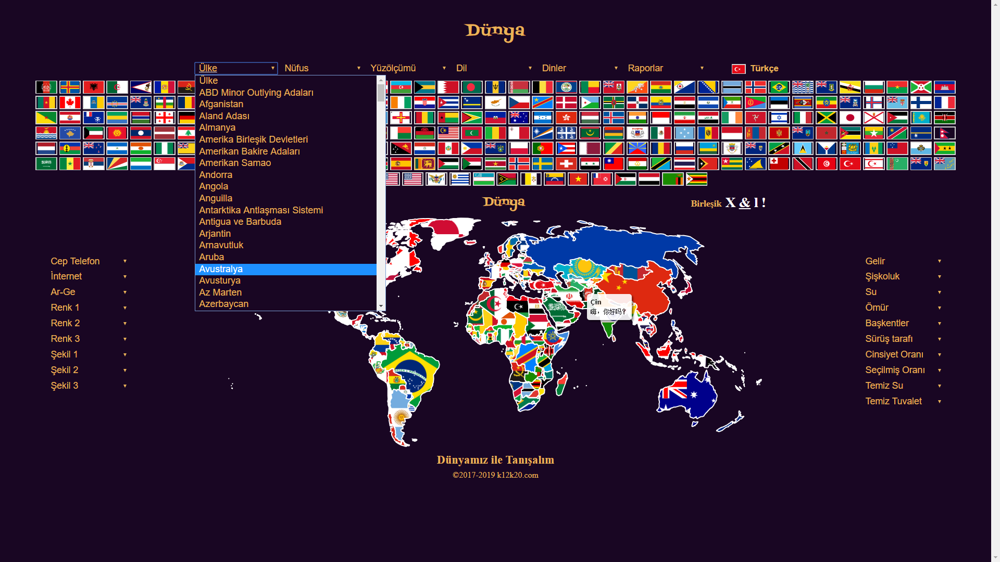 Dünya
Ülke Nüfus Yüzölçümü Dil Dinler Raporlar Türkçe
Ülke
ABD Minor Outlying Adaları
Afganistan
Aland Adası
Almanya
Amerika Birleşik Devletleri
Amerikan Bakire Adaları
Amerikan Samao
Andorra
Angola
Anguilla
Antarktika Antlaşması Sistemi
Antigua ve Barbuda
Arjantin
Arnavutluk
Aruba
Avustralya
Avusturya
Az Marten
Azerbaycan
Dünya
Birleşik X & l !
Cep Telefon
İnternet
Ar-Ge
Renk 1
Renk 2
Renk 3
Şekil 1
Şekil 2
Şekil 3
Çin
嗨，你好吗？
Gelir
Şişkoluk
Su
Ömür
Başkentler
Sürüş tarafı
Cinsiyet Oranı
Seçilmiş Oranı
Temiz Su
Temiz Tuvalet
Dünyamız ile Tanışalım
©2017-2019 k12k20.com